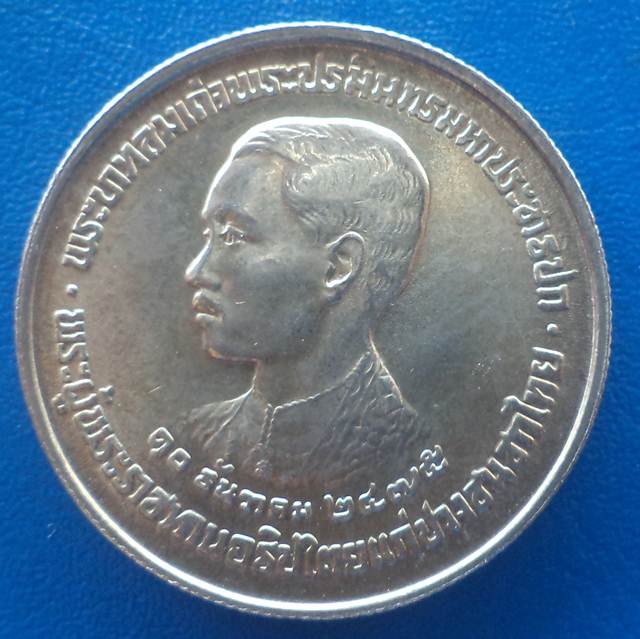 พระบาทสมเด็จพระปรมินทรมหาประชาธิปก
๑๐ ธันวาคม ๒๔๗๕
พระผู้พระราชทานอธิปไตยแก่ปวงชนชาวไทย